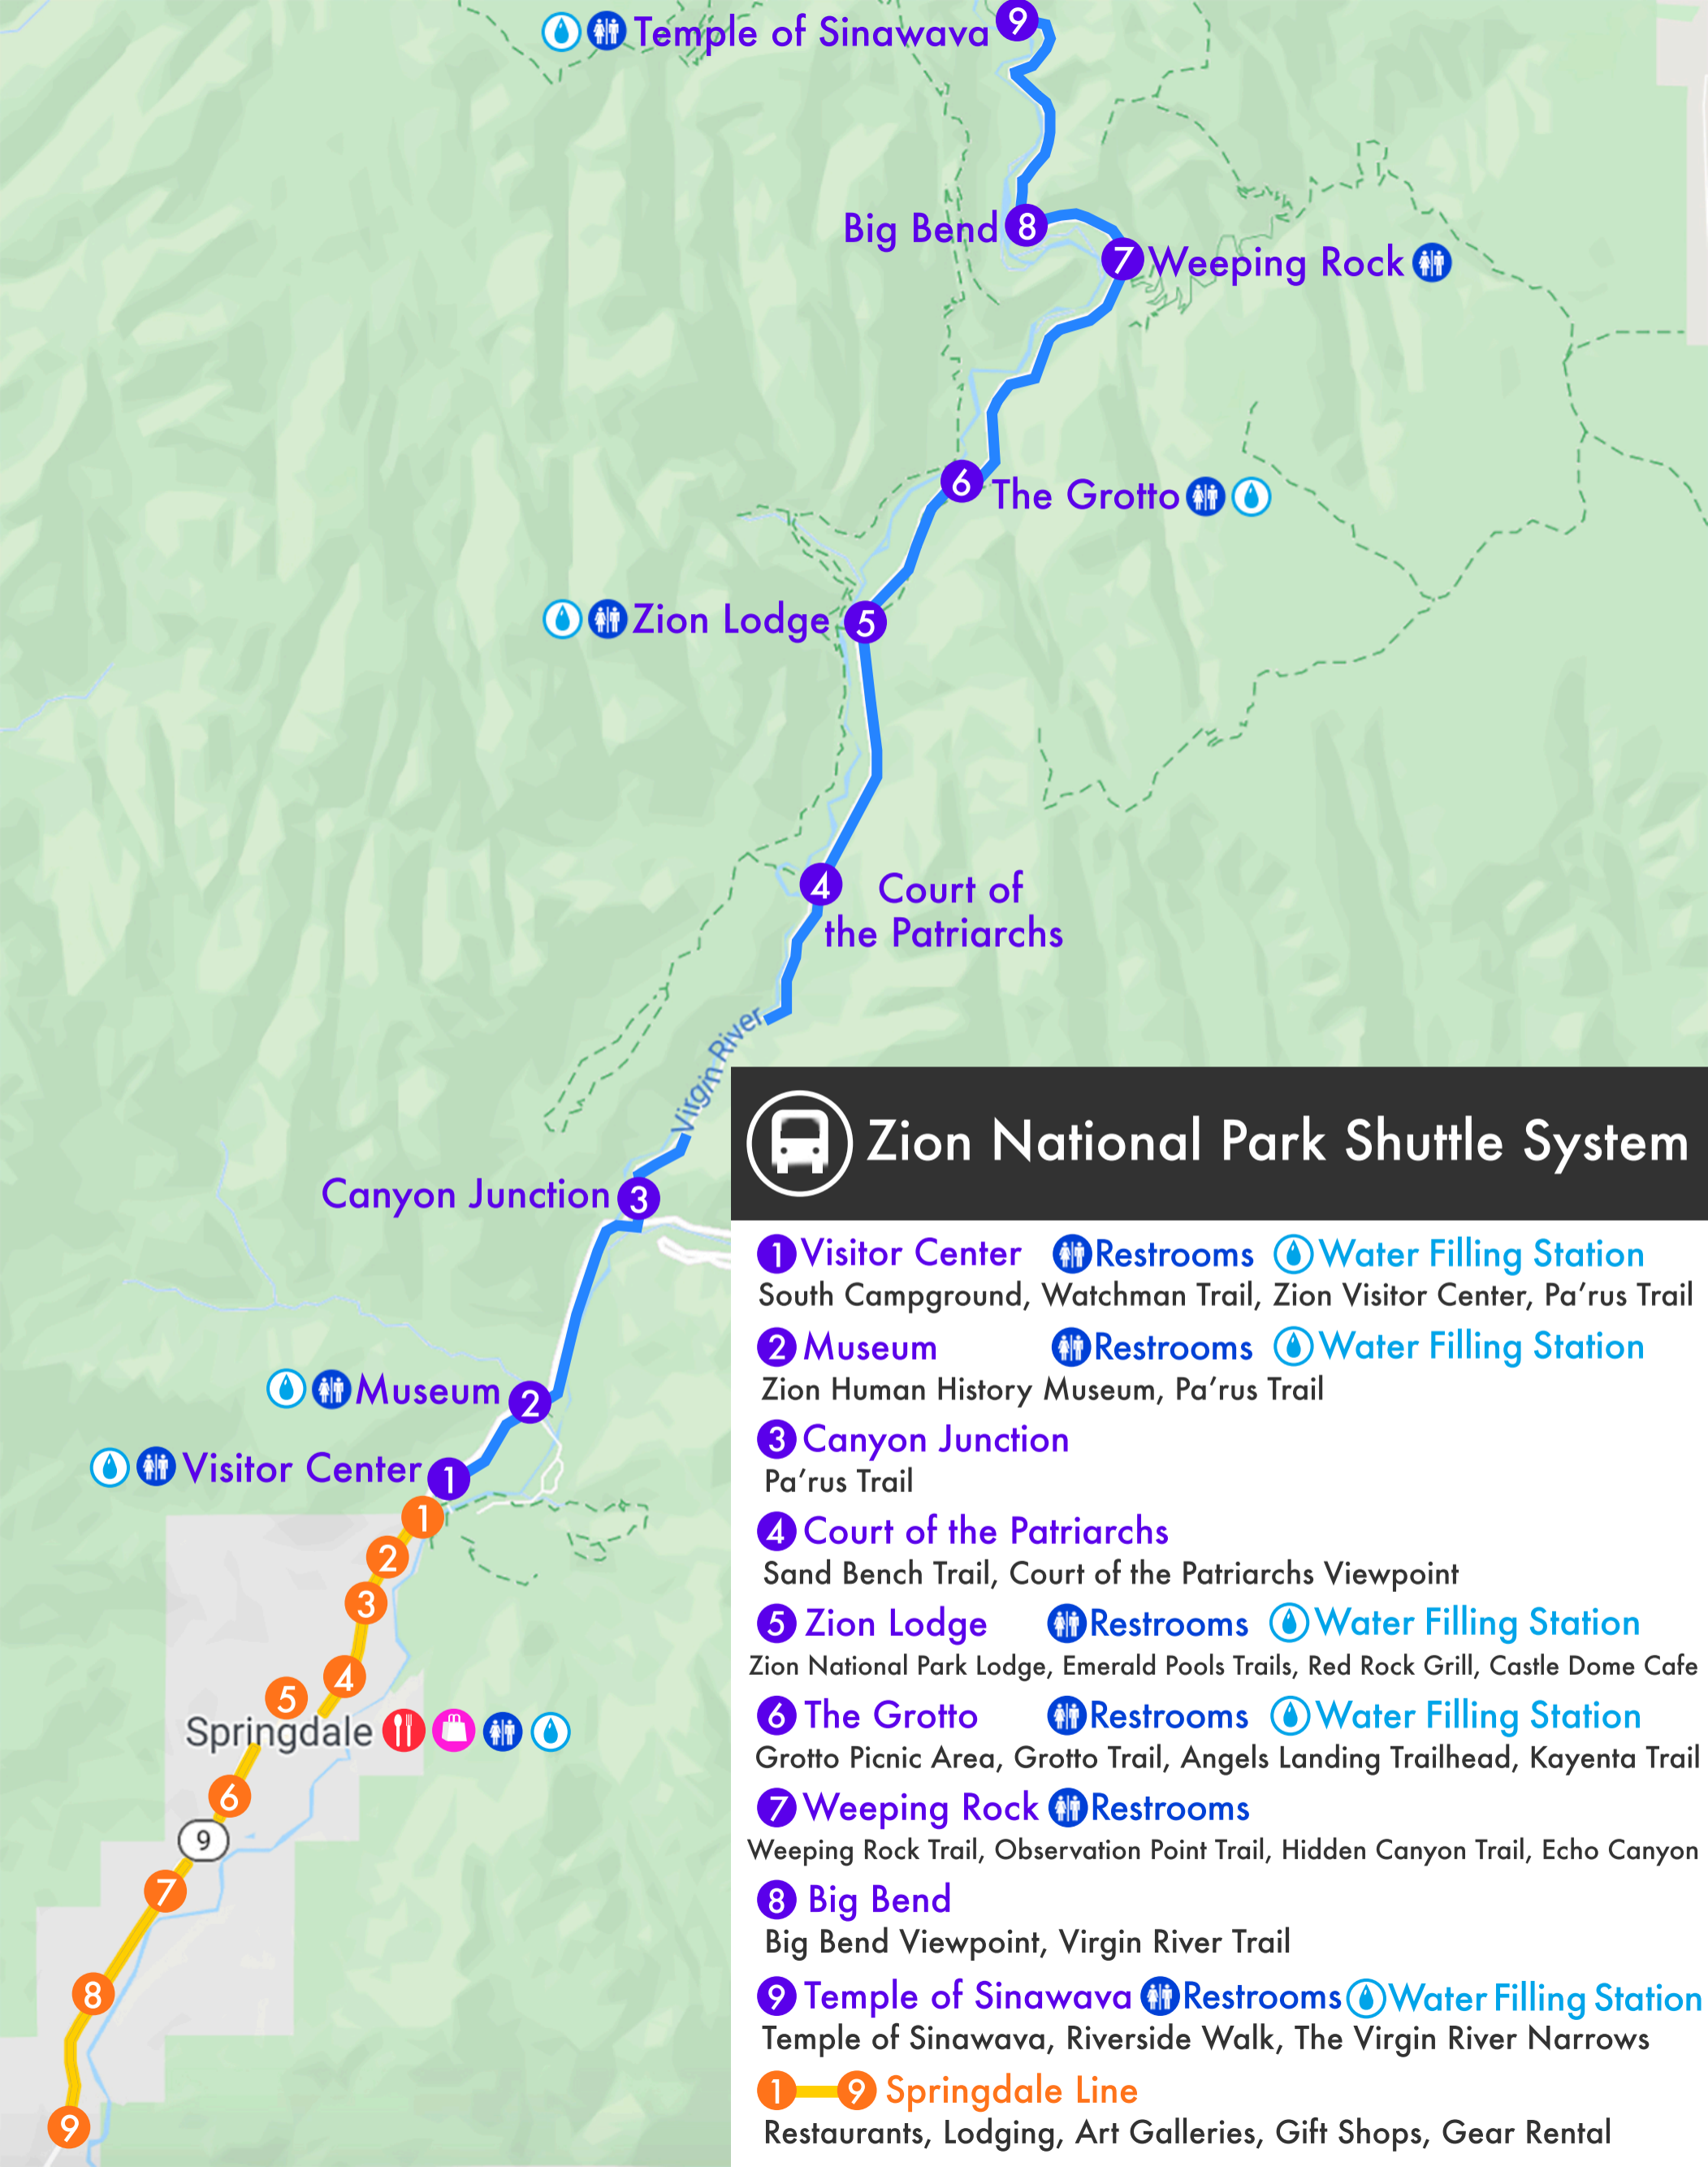 Temple of Sinawava 9
Big Bend 8
7 Weeping Rock
6 The Grotto
Zion Lodge 5
4 Court of
the Patriarchs
Virgin River
Canyon Junction 3
Museum 2
Visitor Center 1
1
2
3
4
5
Springdale
6
9
7
8
9
Zion National Park Shuttle System
1 Visitor Center Restrooms Water Filling Station
South Campground, Watchman Trail, Zion Visitor Center, Pa'rus Trail
2 Museum Restrooms Water Filling Station
Zion Human History Museum, Pa'rus Trail
3 Canyon Junction
Pa'rus Trail
4 Court of the Patriarchs
Sand Bench Trail, Court of the Patriarchs Viewpoint
5 Zion Lodge Restrooms Water Filling Station
Zion National Park Lodge, Emerald Pools Trails, Red Rock Grill, Castle Dome Cafe
6 The Grotto Restrooms Water Filling Station
Grotto Picnic Area, Grotto Trail, Angels Landing Trailhead, Kayenta Trail
7 Weeping Rock Restrooms
Weeping Rock Trail, Observation Point Trail, Hidden Canyon Trail, Echo Canyon
8 Big Bend
Big Bend Viewpoint, Virgin River Trail
9 Temple of Sinawava Restrooms Water Filling Station
Temple of Sinawava, Riverside Walk, The Virgin River Narrows
1 9 Springdale Line
Restaurants, Lodging, Art Galleries, Gift Shops, Gear Rental